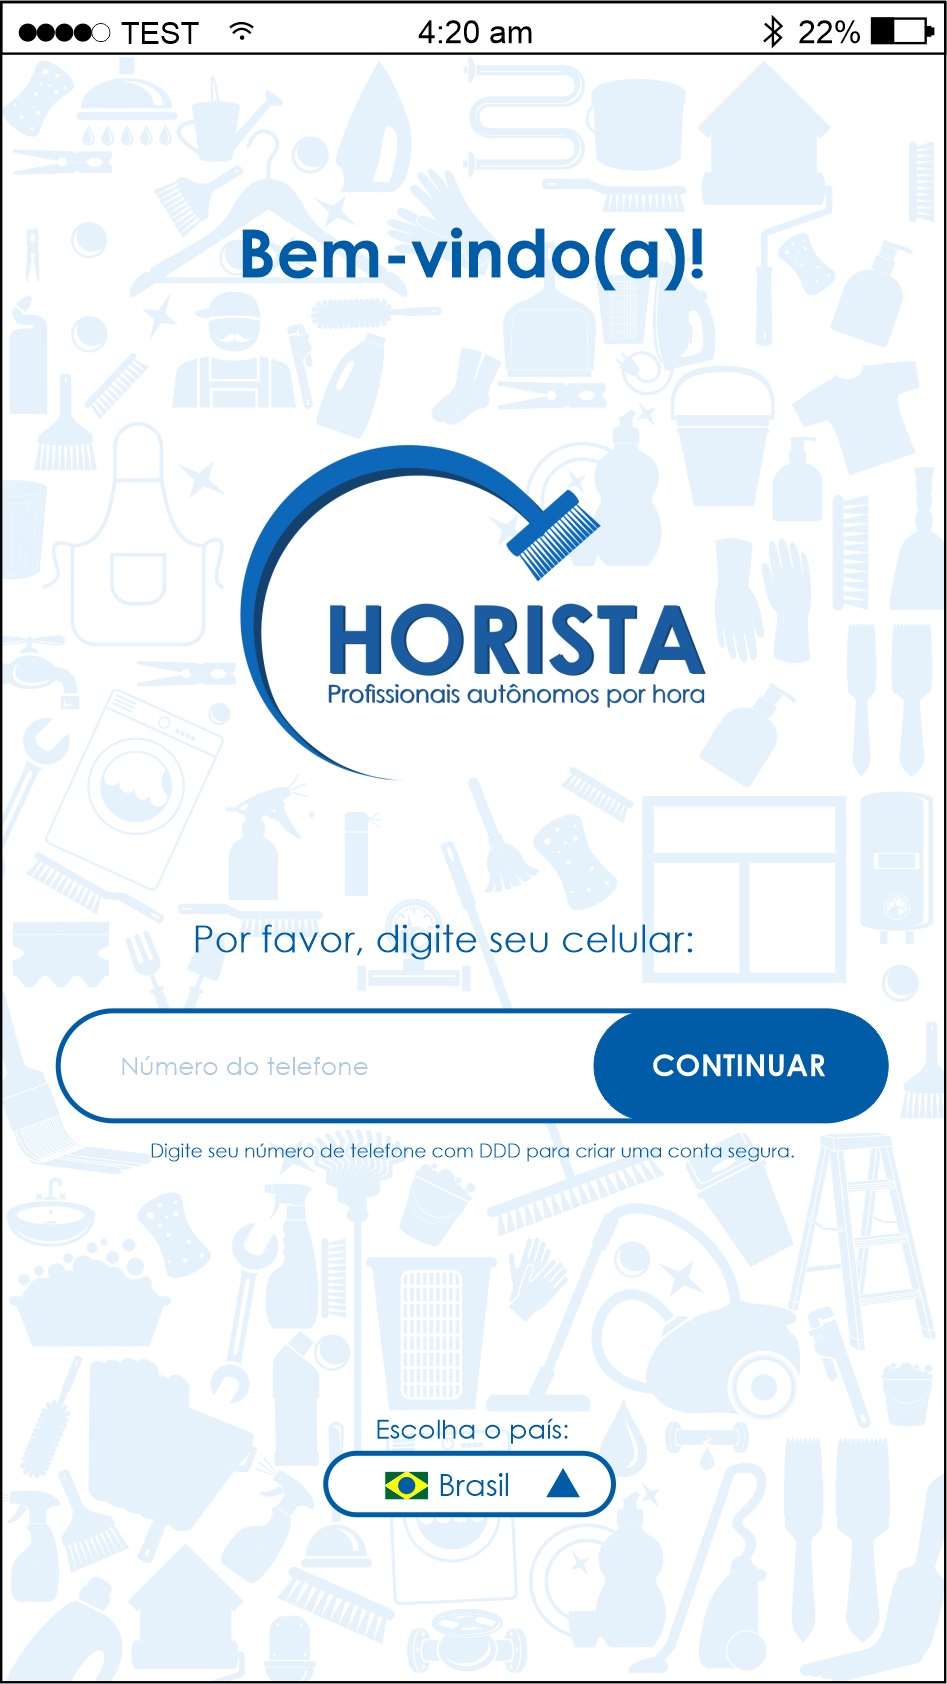 TEST 4:20 am 22%
Bem-vindo(a)!
HORISTA
Profissionais autônomos por hora
Por favor, digite seu celular:
Número do telefone CONTINUAR
Digite seu número de telefone com DDD para criar uma conta segura.
Escolha o país:
Brasil